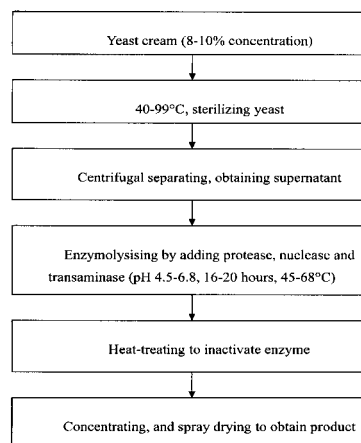 Yeast cream (8-10% concentration)
40-99°C, sterilizing yeast
Centrifugal separating, obtaining supernatant
Enzymolysising by adding protease, nuclease and
transaminase (pH 4.5-6.8, 16-20 hours, 45-68°C)
Heat-treating to inactivate enzyme
Concentrating, and spray drying to obtain product